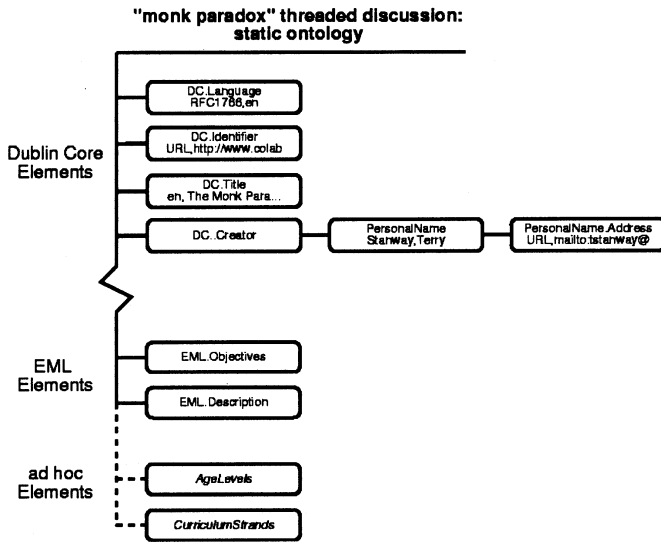 "monk paradox" threaded discussion:
static ontology
Dublin Core
Elements
DC.Language
RFC1766,en
DC.Identifier
URL,http://www.colab
DC.Title
en, The Monk Para...
DC..Creator
PersonalName
Stanway,Terry
PersonalName.Address
URL,mailto:tstanway@
EML
Elements
EML.Objectives
EML.Description
ad hoc
Elements
AgeLevels
CurriculumStrands